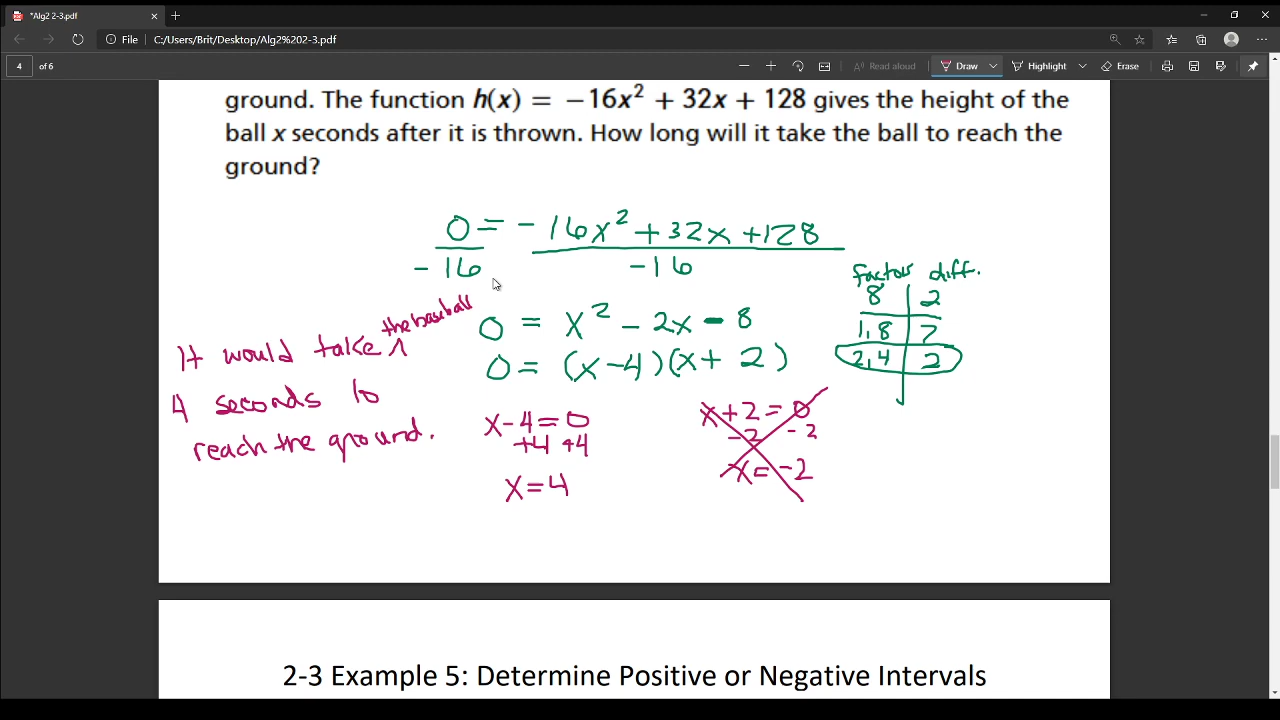 *Alg2 2-3.pdf
File C:/Users/Brit/Desktop/Alg2%202-3.pdf
4 of 6
Read aloud Draw Highlight Erase
ground. The function h(x) = −16x² + 32x + 128 gives the height of the
ball x seconds after it is thrown. How long will it take the ball to reach the
ground?
0 = -16x² + 32x + 128
-16 -16
factors diff.
8 2
1,8 7
2,4 2
0 = x² - 2x - 8
0 = (x-4)(x+2)
the baseball
It would take ^
4 seconds to
reach the ground.
x-4=0
+4 +4
x=4
x+2=0
-2 -2
x=-2
2-3 Example 5: Determine Positive or Negative Intervals